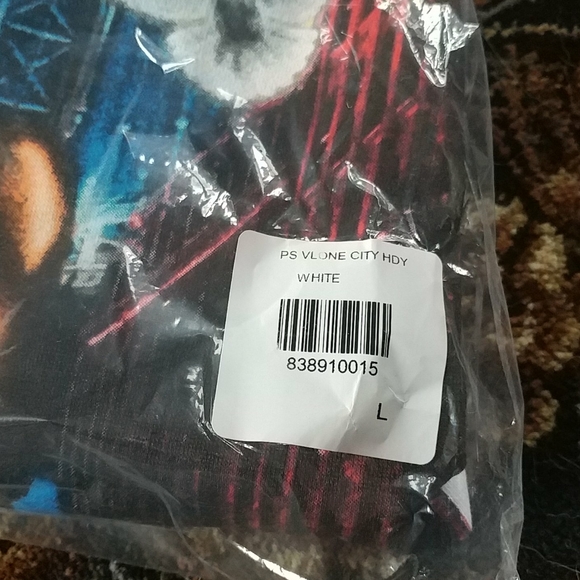 PS VLONE CITY HDY
WHITE
838910015
L